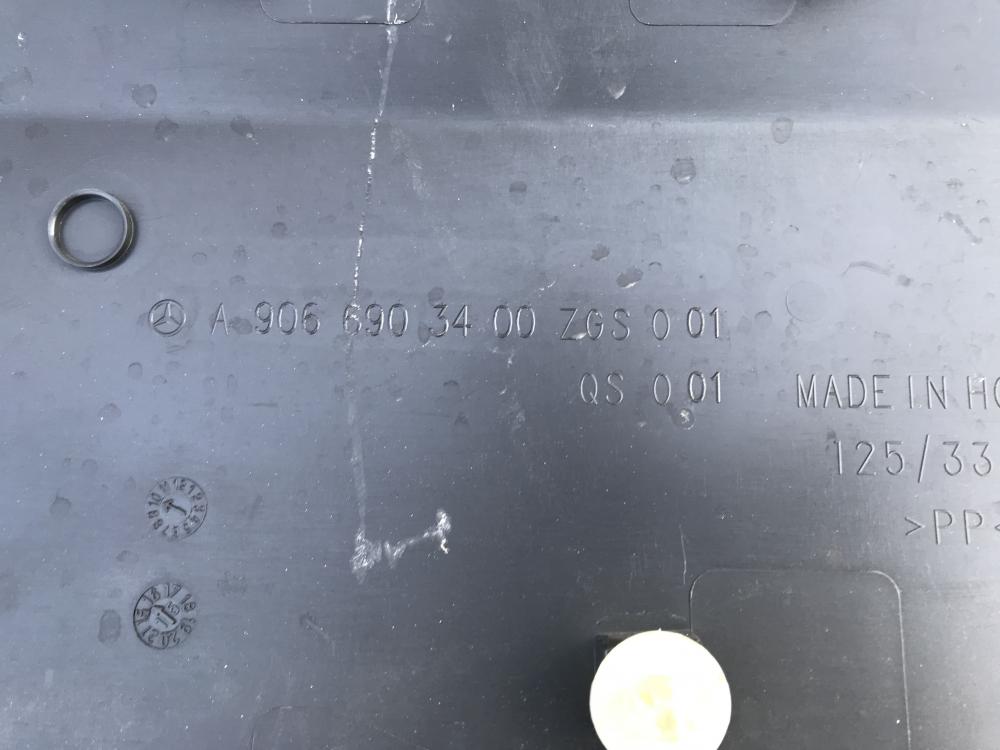 A 906 690 34 00 ZGS 0 01
QS 0 01
MADE IN
125/33
>PP<